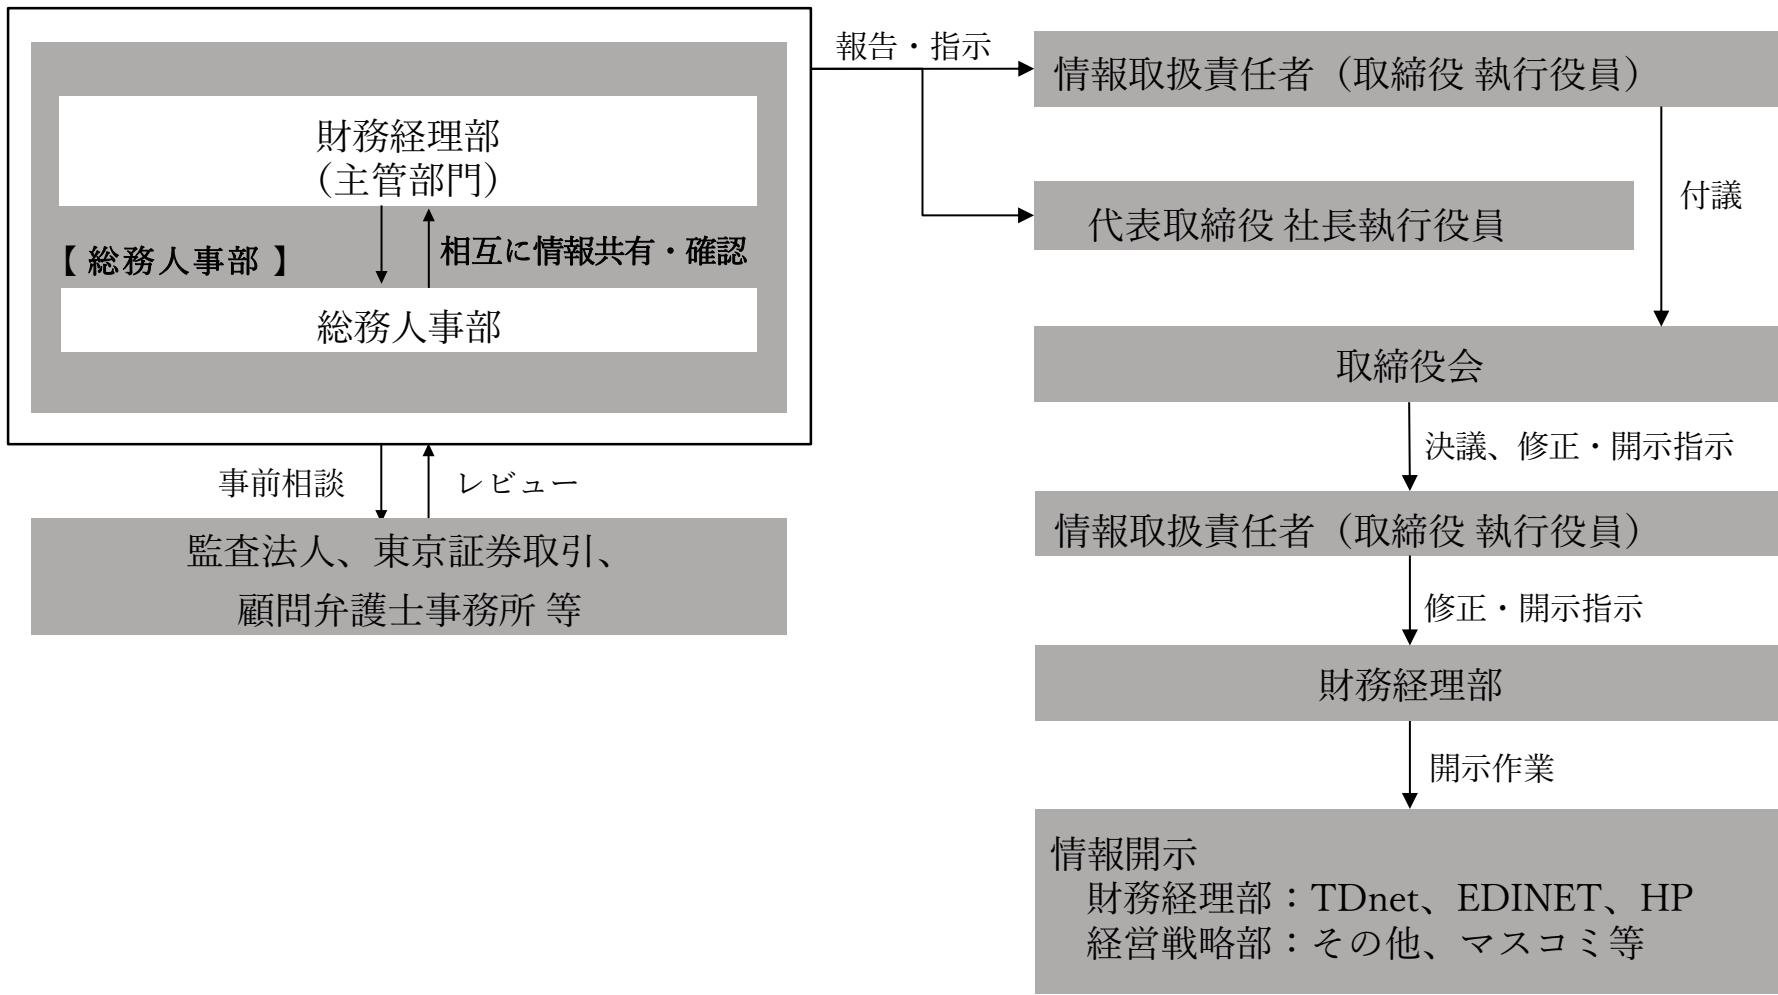 財務経理部
（主管部門）
【 総務人事部 】
相互に情報共有・確認
総務人事部
事前相談
レビュー
監査法人、東京証券取引、
顧問弁護士事務所 等
報告・指示
情報取扱責任者（取締役 執行役員）
代表取締役 社長執行役員
付議
取締役会
決議、修正・開示指示
情報取扱責任者（取締役 執行役員）
修正・開示指示
財務経理部
開示作業
情報開示
財務経理部：TDnet、EDINET、HP
経営戦略部：その他、マスコミ等